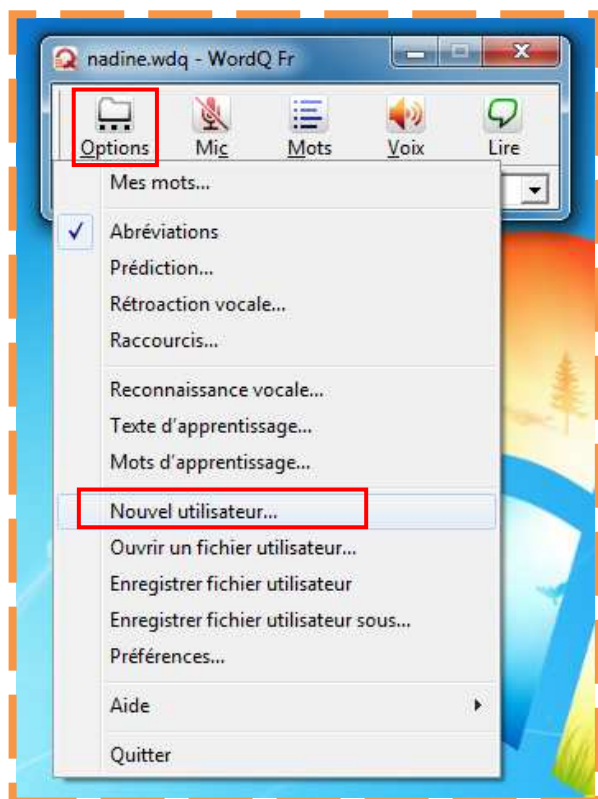 nadine.wdq - WordQ Fr
Options Mic Mots Voix Lire
Mes mots...
Abréviations
Prédiction...
Rétroaction vocale...
Raccourcis...
Reconnaissance vocale...
Texte d'apprentissage...
Mots d'apprentissage...
Nouvel utilisateur...
Ouvrir un fichier utilisateur...
Enregistrer fichier utilisateur
Enregistrer fichier utilisateur sous...
Préférences...
Aide
Quitter